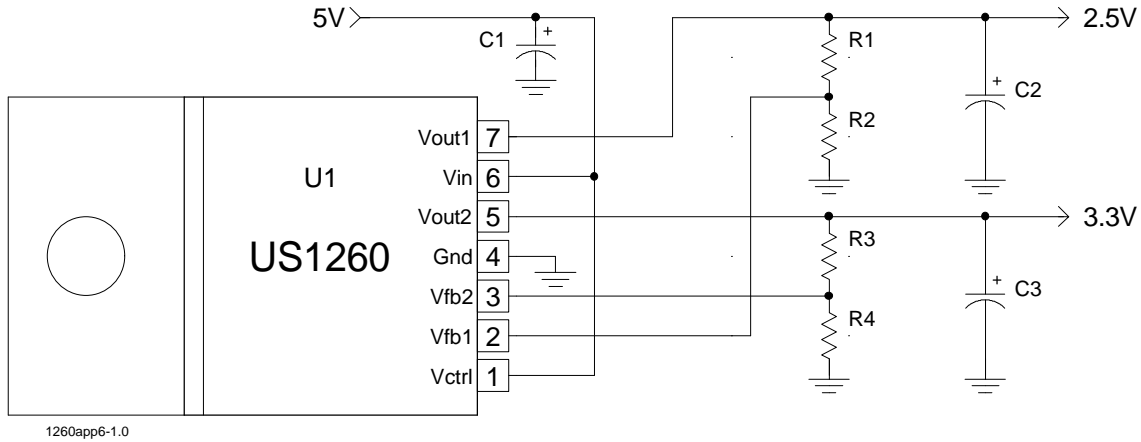 5V
C1
+
R1
2.5V
+
C2
R2
Vout1 7
U1
Vin 6
Vout2 5
3.3V
US1260
Gnd 4
R3
Vfb2 3
+
C3
R4
Vfb1 2
Vctrl 1
1260app6-1.0